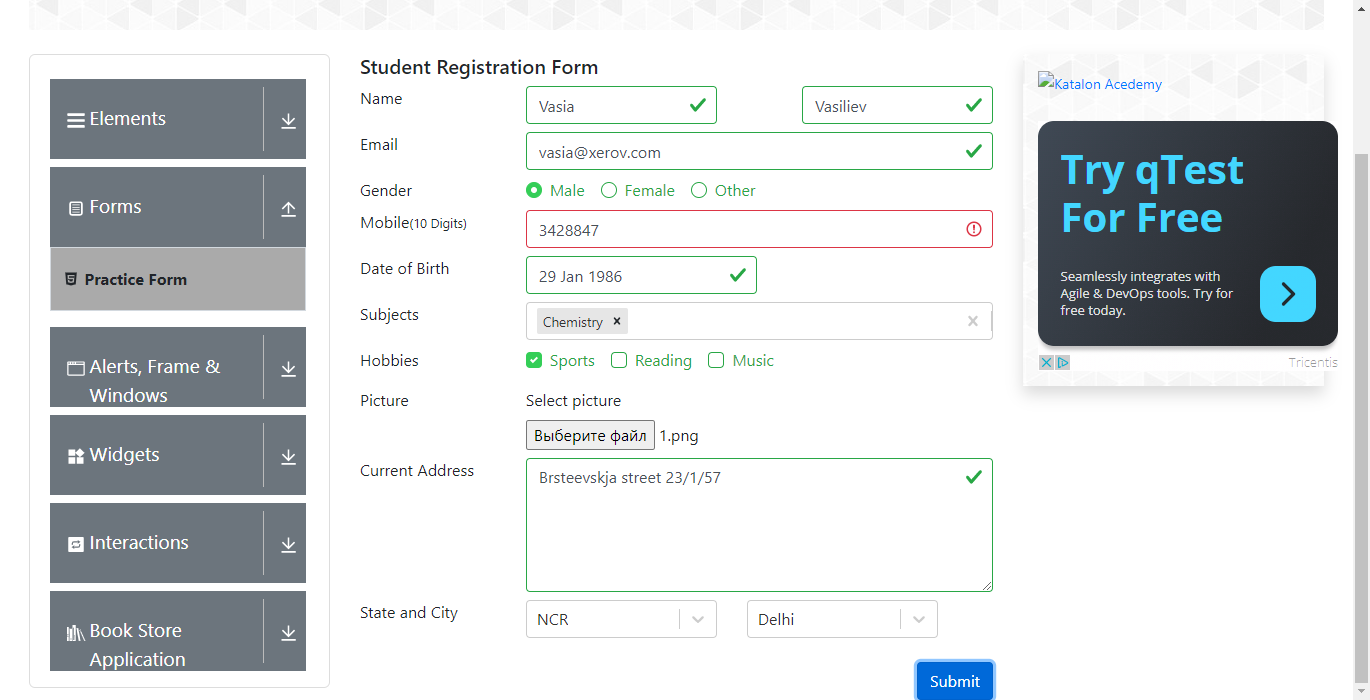 Elements
Forms
Practice Form
Alerts, Frame &
Windows
Widgets
Interactions
Book Store
Application
Student Registration Form
Name
Vasia
Vasiliev
Email
vasia@xerov.com
Gender
Male
Female
Other
Mobile(10 Digits)
3428847
Date of Birth
29 Jan 1986
Subjects
Chemistry
Hobbies
Sports
Reading
Music
Picture
Select picture
Выберите файл 1.png
Current Address
Brsteevskja street 23/1/57
State and City
NCR
Delhi
Submit
Katalon Acedemy
Try qTest
For Free
Seamlessly integrates with
Agile & DevOps tools. Try for
free today.
Tricentis